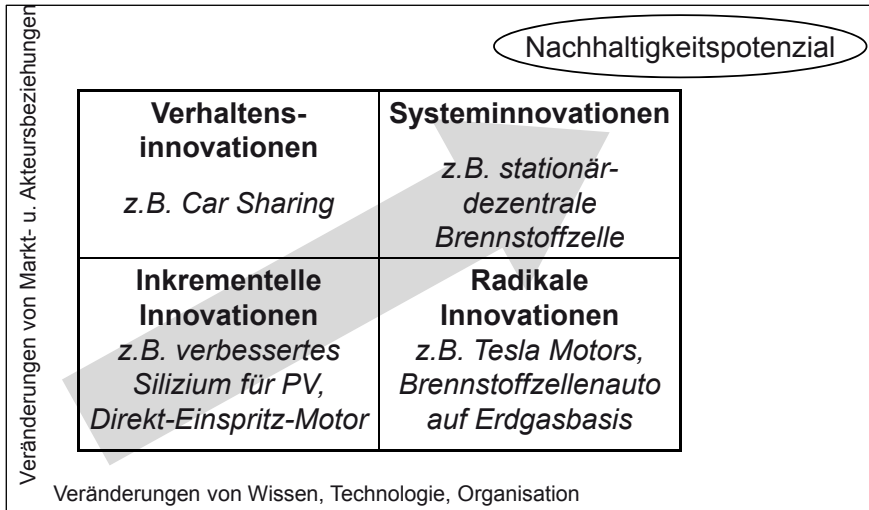 Nachhaltigkeitspotenzial
Veränderungen von Markt- u. Akteursbeziehungen
Verhaltens-
innovationen
z.B. Car Sharing
Systeminnovationen
z.B. stationär-
dezentrale
Brennstoffzelle
Inkrementelle
Innovationen
z.B. verbessertes
Silizium für PV,
Direkt-Einspritz-Motor
Radikale
Innovationen
z.B. Tesla Motors,
Brennstoffzellenauto
auf Erdgasbasis
Veränderungen von Wissen, Technologie, Organisation